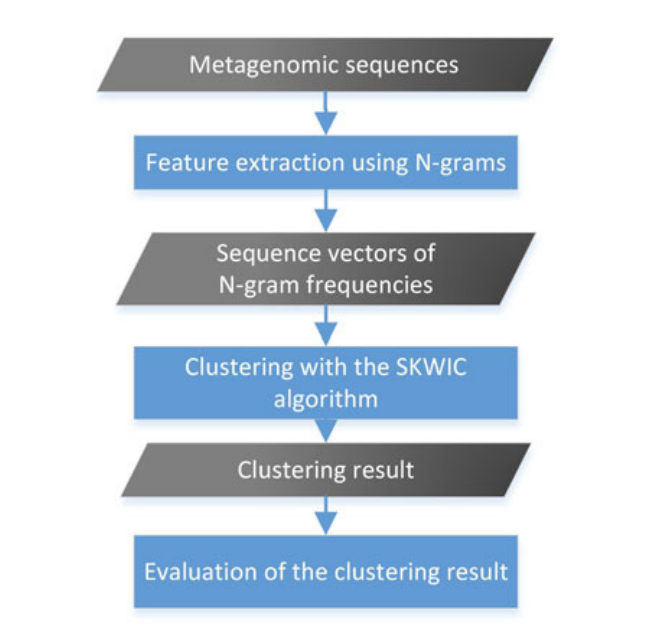 Metagenomic sequences
Feature extraction using N-grams
Sequence vectors of
N-gram frequencies
Clustering with the SKWIC
algorithm
Clustering result
Evaluation of the clustering result